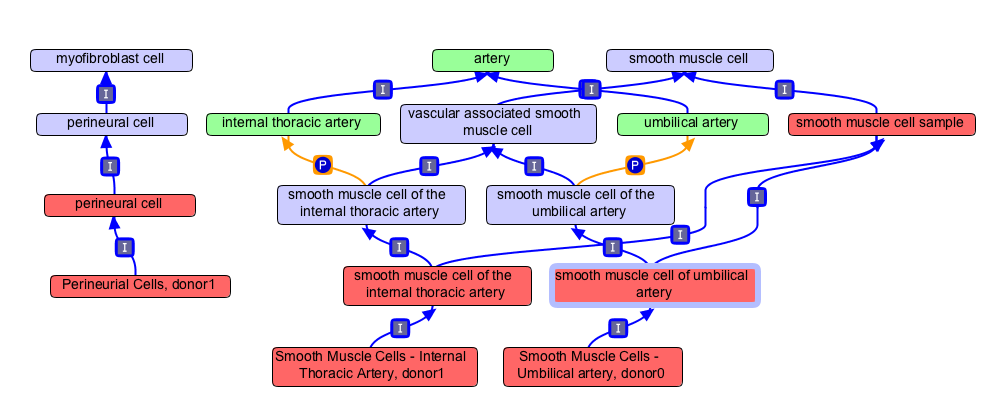 myofibroblast cell
artery
smooth muscle cell
I
I
I
I
perineural cell
internal thoracic artery
vascular associated smooth
muscle cell
umbilical artery
smooth muscle cell sample
I
P
I
I
P
I
perineural cell
smooth muscle cell of the
internal thoracic artery
smooth muscle cell of the
umbilical artery
I
I
I
I
Perineurial Cells, donor1
smooth muscle cell of the
internal thoracic artery
smooth muscle cell of umbilical
artery
I
I
Smooth Muscle Cells - Internal
Thoracic Artery, donor1
Smooth Muscle Cells -
Umbilical artery, donor0